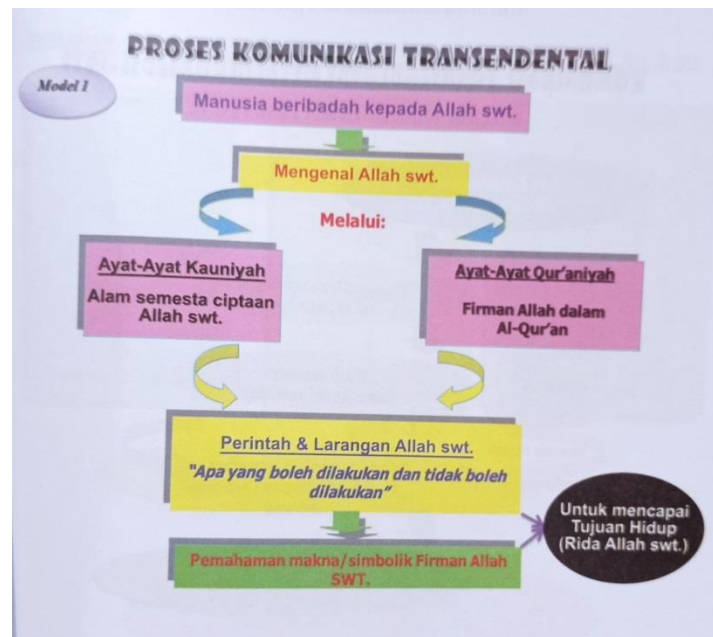 PROSES KOMUNIKASI TRANSENDENTAL
Model I
Manusia beribadah kepada Allah swt.
Mengenal Allah swt.
Melalui:
Ayat-Ayat Kauniyah
Alam semesta ciptaan
Allah swt.
Ayat-Ayat Qur'aniyah
Firman Allah dalam
Al-Qur'an
Perintah & Larangan Allah swt.
"Apa yang boleh dilakukan dan tidak boleh
dilakukan"
Untuk mencapai
Tujuan Hidup
(Rida Allah swt.)
Pemahaman makna/simbolik Firman Allah
SWT.